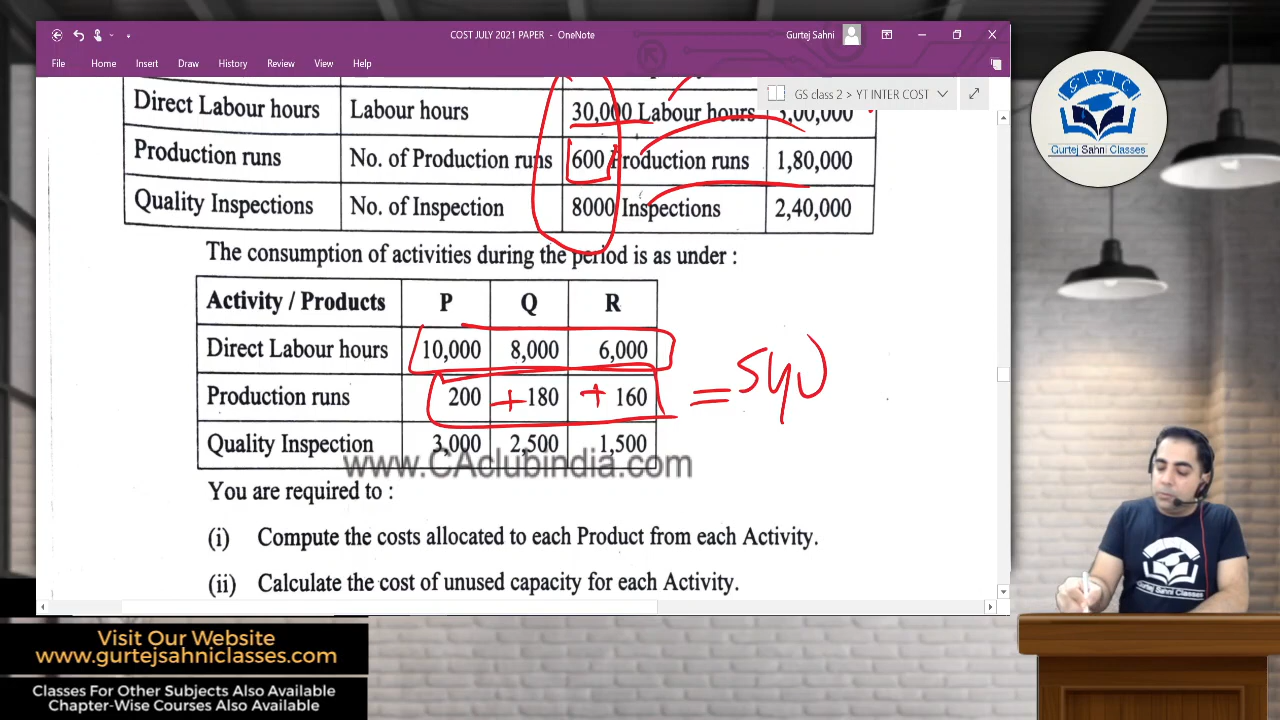 COST JULY 2021 PAPER - OneNote
Gurtej Sahni
File Home Insert Draw History Review View Help
GS class 2 > YT INTER COST
Direct Labour hours Labour hours 30,000 Labour hours 3,00,000
Production runs No. of Production runs 600 Production runs 1,80,000
Quality Inspections No. of Inspection 8000 Inspections 2,40,000
The consumption of activities during the period is as under :
Activity / Products P Q R
Direct Labour hours 10,000 8,000 6,000
Production runs 200 + 180 + 160 = 540
Quality Inspection 3,000 2,500 1,500
www.CAclubindia.com
You are required to :
(i) Compute the costs allocated to each Product from each Activity.
(ii) Calculate the cost of unused capacity for each Activity.
GSC
Gurtej Sahni Classes
Visit Our Website
www.gurtejsahniclasses.com
Classes For Other Subjects Also Available
Chapter-Wise Courses Also Available